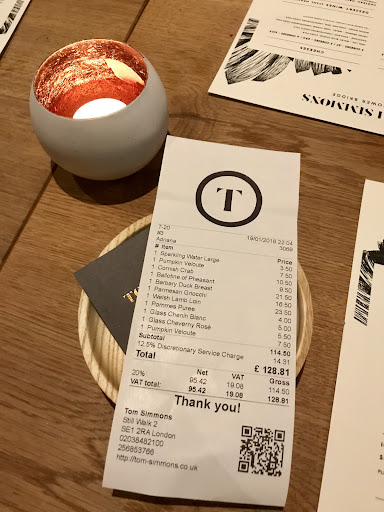 T
T-20
19/01/2018 22:04
Adriana
3069
# Item Price
1 Sparkling Water Large 3.50
1 Pumpkin Veloute 7.50
1 Cornish Crab 10.50
1 Ballotine of Pheasant 9.50
1 Barbary Duck Breast 21.50
1 Parmesan Gnocchi 16.50
1 Welsh Lamb Loin 23.50
1 Pommes Puree 4.00
1 Glass Chenin Blanc 5.00
1 Glass Cheverny Rosé 5.50
1 Pumpkin Veloute 7.50
Subtotal 114.50
12.5% Discretionary Service Charge 14.31
Total £ 128.81
Net VAT Gross
20% 95.42 19.08 114.50
VAT total: 95.42 19.08 128.81
Thank you!
Tom Simmons
Still Walk 2
SE1 2RA London
02038482100
256853766
http://tom-simmons.co.uk
CHEESES
SIMMONS
OWER BRIDGE